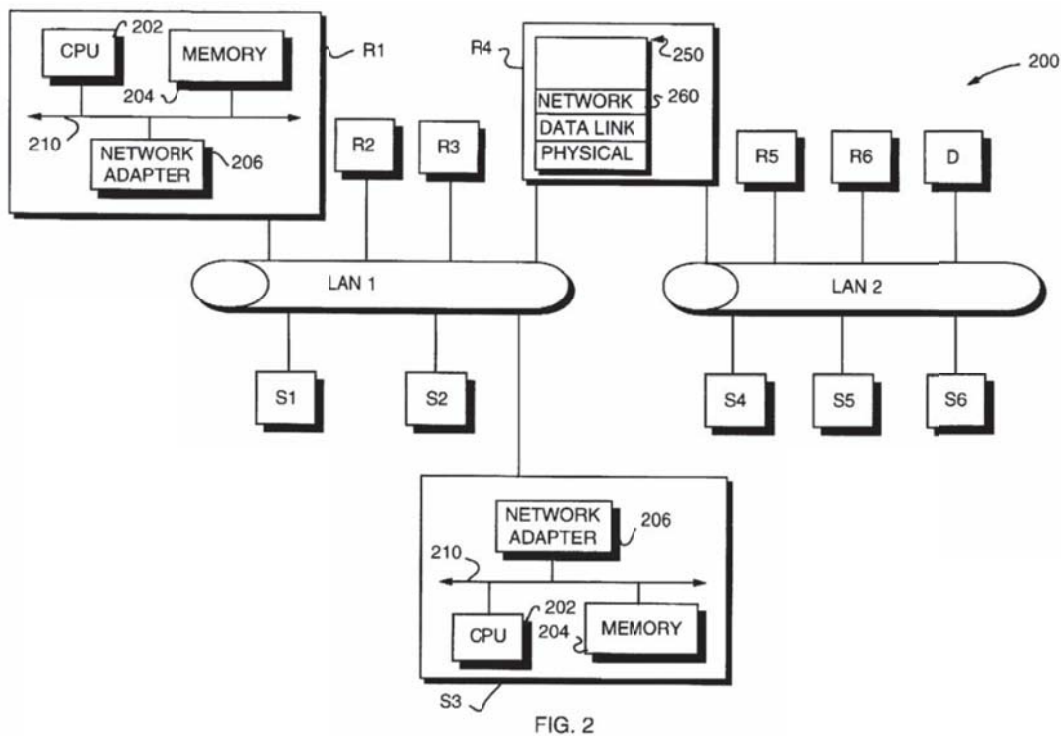 CPU
202
MEMORY
204
210
NETWORK
ADAPTER
206
R1
R2
R3
R4
250
NETWORK
260
DATA LINK
PHYSICAL
200
R5
R6
D
LAN 1
LAN 2
S1
S2
S4
S5
S6
NETWORK
ADAPTER
206
210
CPU
202
204
MEMORY
S3
FIG. 2